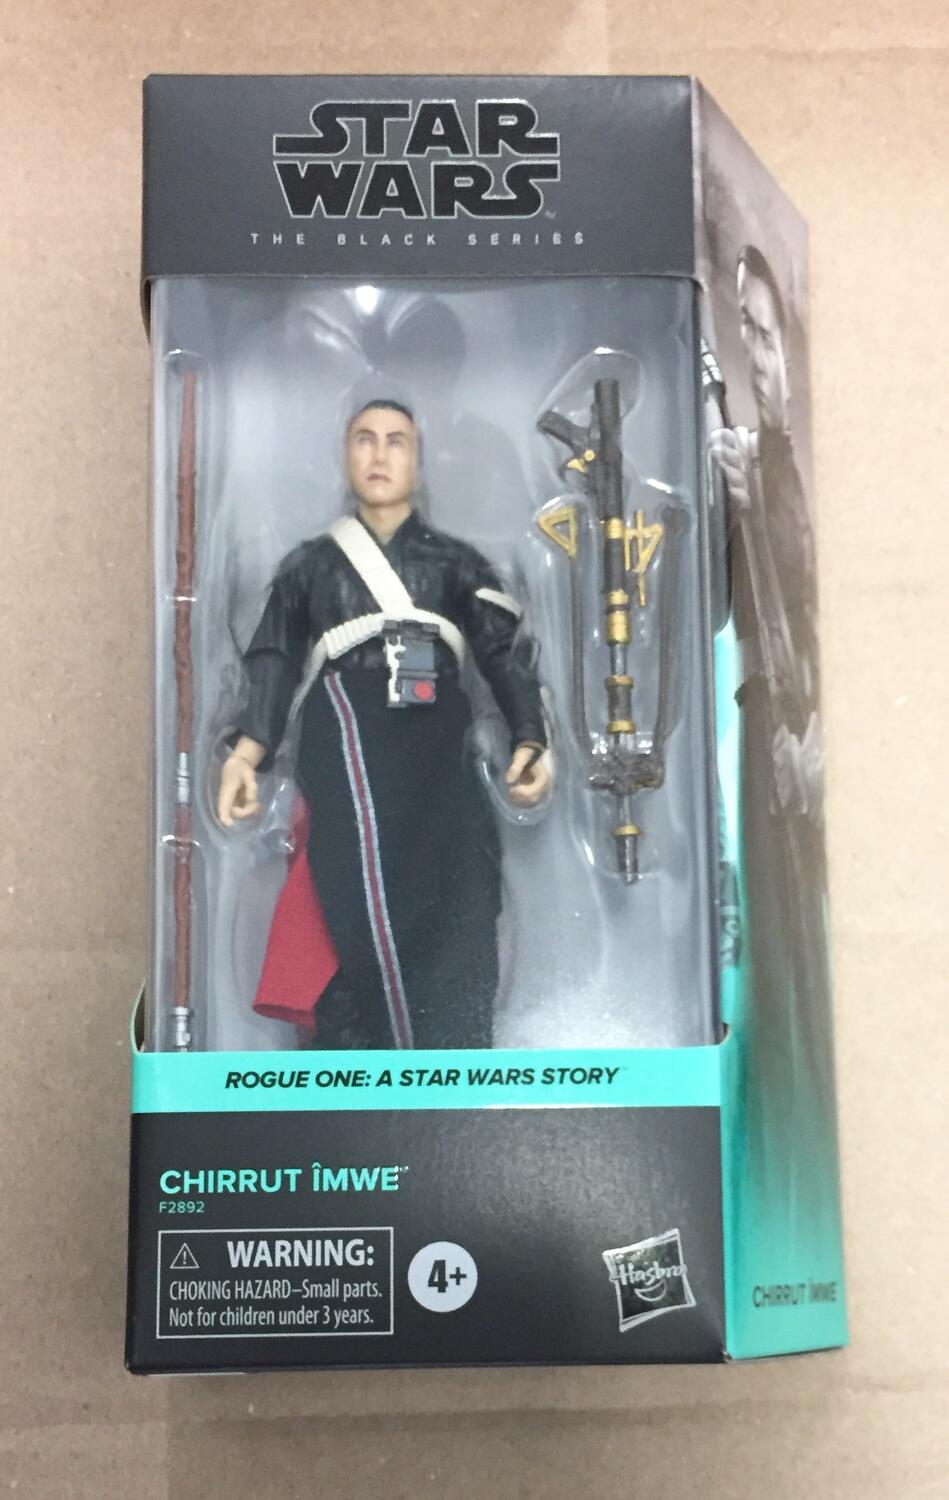 STAR
WARS
THE BLACK SERIES
ROGUE ONE: A STAR WARS STORY
CHIRRUT ÎMWE™
F2892
WARNING:
CHOKING HAZARD–Small parts.
Not for children under 3 years.
4+
Hasbro
CHIRRUT ÎMWE